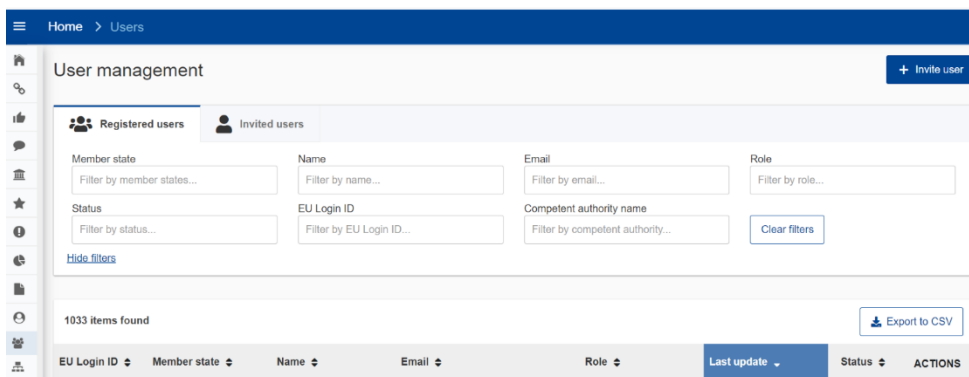 Home > Users
User management
+ Invite user
Registered users Invited users
Member state Name Email Role
Filter by member states... Filter by name... Filter by email... Filter by role...
Status EU Login ID Competent authority name
Filter by status... Filter by EU Login ID... Filter by competent authority... Clear filters
Hide filters
1033 items found Export to CSV
EU Login ID Member state Name Email Role Last update Status ACTIONS